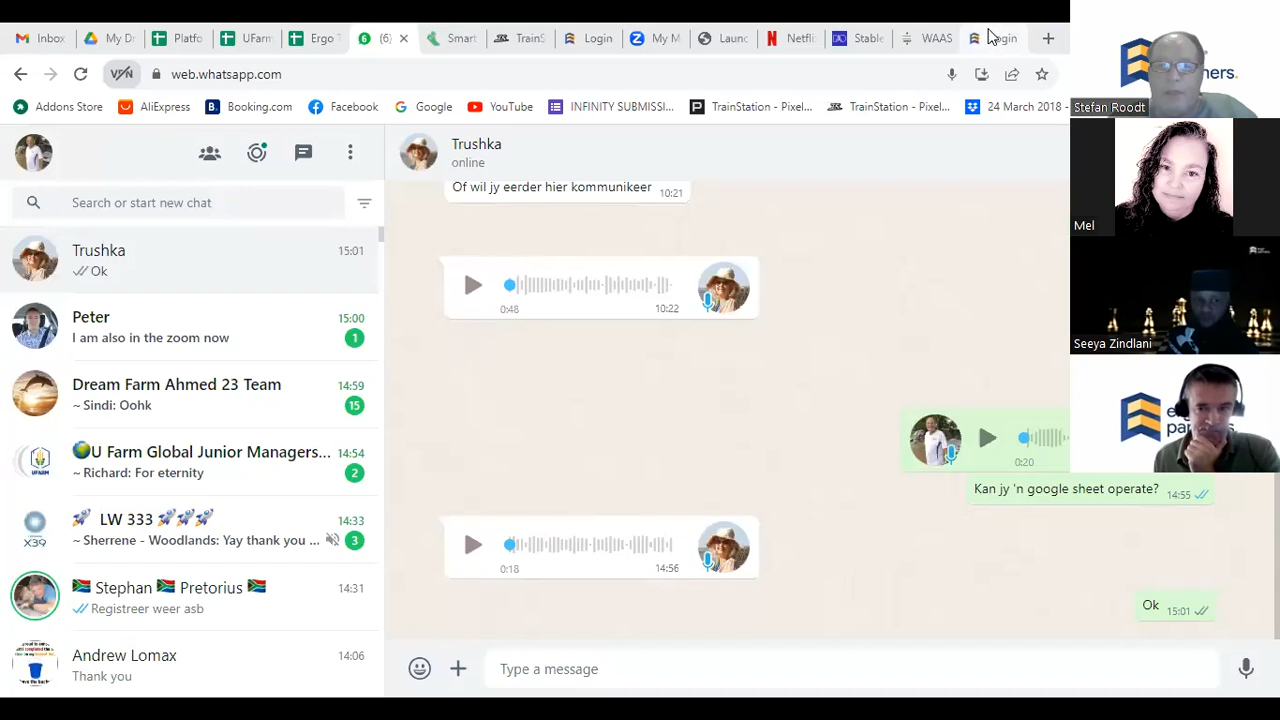 Inbox
My Dr
Platfo
UFarn
Ergo T
(6)
Smart
TrainS
Login
My M
Launc
Netfli
Stable
WAAS
VPN
web.whatsapp.com
Addons Store
AliExpress
Booking.com
Facebook
Google
YouTube
INFINITY SUBMISSI...
TrainStation - Pixel...
TrainStation - Pixel...
24 March 2018 -
Stefan Roodt
Mel
Seeya Zindlani
Search or start new chat
Trushka
15:01
Ok
Peter
15:00
I am also in the zoom now
1
Dream Farm Ahmed 23 Team
14:59
~ Sindi: Oohk
15
U Farm Global Junior Managers...
14:54
~ Richard: For eternity
2
LW 333
14:33
~ Sherrene - Woodlands: Yay thank you ...
3
Stephan Pretorius
14:31
Registreer weer asb
Andrew Lomax
14:06
Thank you
UFARM
X39
Trushka
online
Of wil jy eerder hier kommunikeer
10:21
0:48
10:22
0:20
Kan jy 'n google sheet operate?
14:55
0:18
14:56
Ok
15:01
Type a message